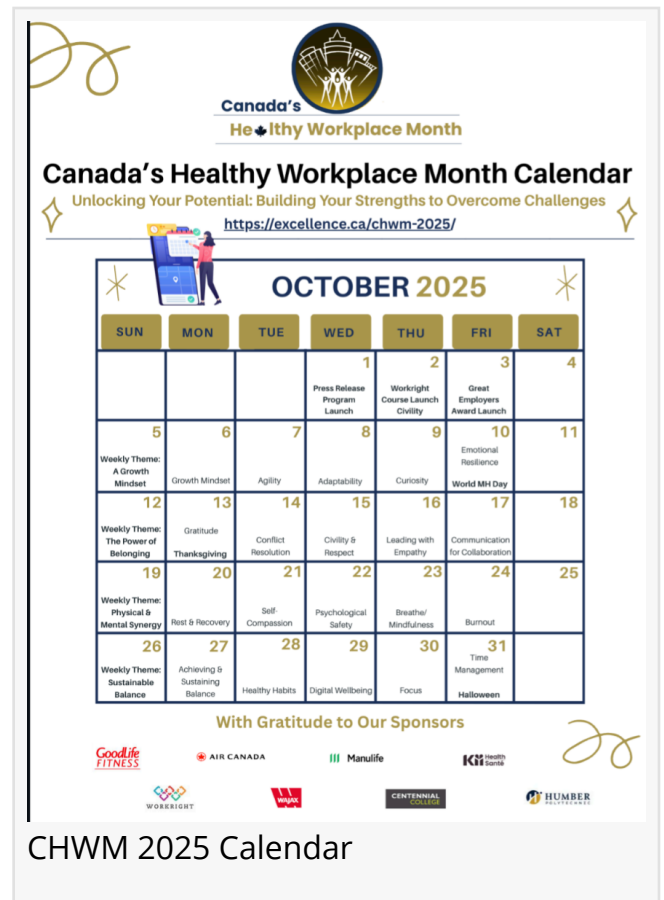 Canada's
Healthy Workplace Month
Canada's Healthy Workplace Month Calendar
Unlocking Your Potential: Building Your Strengths to Overcome Challenges
https://excellence.ca/chwm-2025/
OCTOBER 2025
SUN MON TUE WED THU FRI SAT
1 2 3 4
Press Release Program Launch
Workright Course Launch Civility
Great Employers Award Launch
5 6 7 8 9 10 11
Weekly Theme: A Growth Mindset
Growth Mindset
Agility
Adaptability
Curiosity
Emotional Resilience
World MH Day
12 13 14 15 16 17 18
Weekly Theme: The Power of Belonging
Gratitude
Thanksgiving
Conflict Resolution
Civility & Respect
Leading with Empathy
Communication for Collaboration
19 20 21 22 23 24 25
Weekly Theme: Physical & Mental Synergy
Rest & Recovery
Self-Compassion
Psychological Safety
Breathe/ Mindfulness
Burnout
26 27 28 29 30 31
Weekly Theme: Sustainable Balance
Achieving & Sustaining Balance
Healthy Habits
Digital Wellbeing
Focus
Time Management
Halloween
With Gratitude to Our Sponsors
GoodLife FITNESS
AIR CANADA
Manulife
Kii Health Santé
WORKRIGHT
WAJAX
CENTENNIAL COLLEGE
HUMBER POLYTECHNIC
CHWM 2025 Calendar